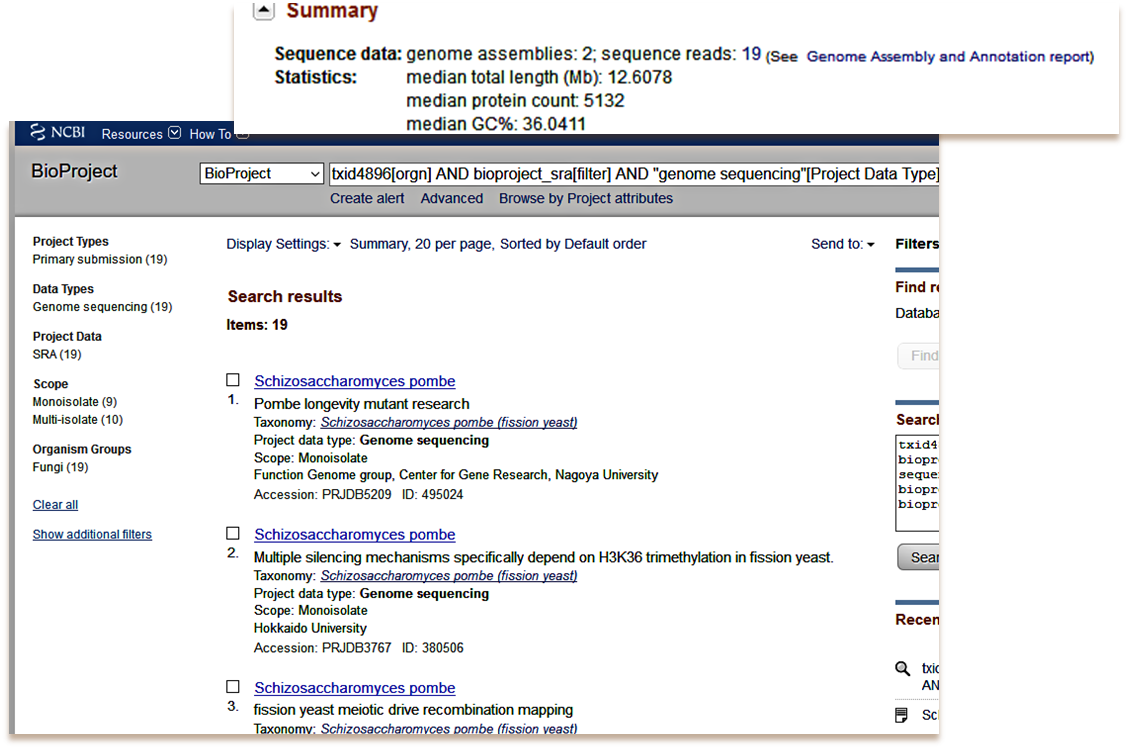 Summary
Sequence data: genome assemblies: 2; sequence reads: 19 (See Genome Assembly and Annotation report)
Statistics: median total length (Mb): 12.6078
median protein count: 5132
median GC%: 36.0411
NCBI Resources How To
BioProject BioProject txid4896[orgn] AND bioproject_sra[filter] AND "genome sequencing"[Project Data Type]
Create alert Advanced Browse by Project attributes
Project Types
Primary submission (19)
Data Types
Genome sequencing (19)
Project Data
SRA (19)
Scope
Monoisolate (9)
Multi-isolate (10)
Organism Groups
Fungi (19)
Clear all
Show additional filters
Display Settings: Summary, 20 per page, Sorted by Default order Send to:
Search results
Items: 19
Schizosaccharomyces pombe
1. Pombe longevity mutant research
Taxonomy: Schizosaccharomyces pombe (fission yeast)
Project data type: Genome sequencing
Scope: Monoisolate
Function Genome group, Center for Gene Research, Nagoya University
Accession: PRJDB5209 ID: 495024
Schizosaccharomyces pombe
2. Multiple silencing mechanisms specifically depend on H3K36 trimethylation in fission yeast.
Taxonomy: Schizosaccharomyces pombe (fission yeast)
Project data type: Genome sequencing
Scope: Monoisolate
Hokkaido University
Accession: PRJDB3767 ID: 380506
Schizosaccharomyces pombe
3. fission yeast meiotic drive recombination mapping
Taxonomy: Schizosaccharomyces pombe (fission yeast)
Filters
Find re
Databa
Find
Search
txid4
biopr
seque
biopr
biopr
Sear
Recen
txid
AN
Sc